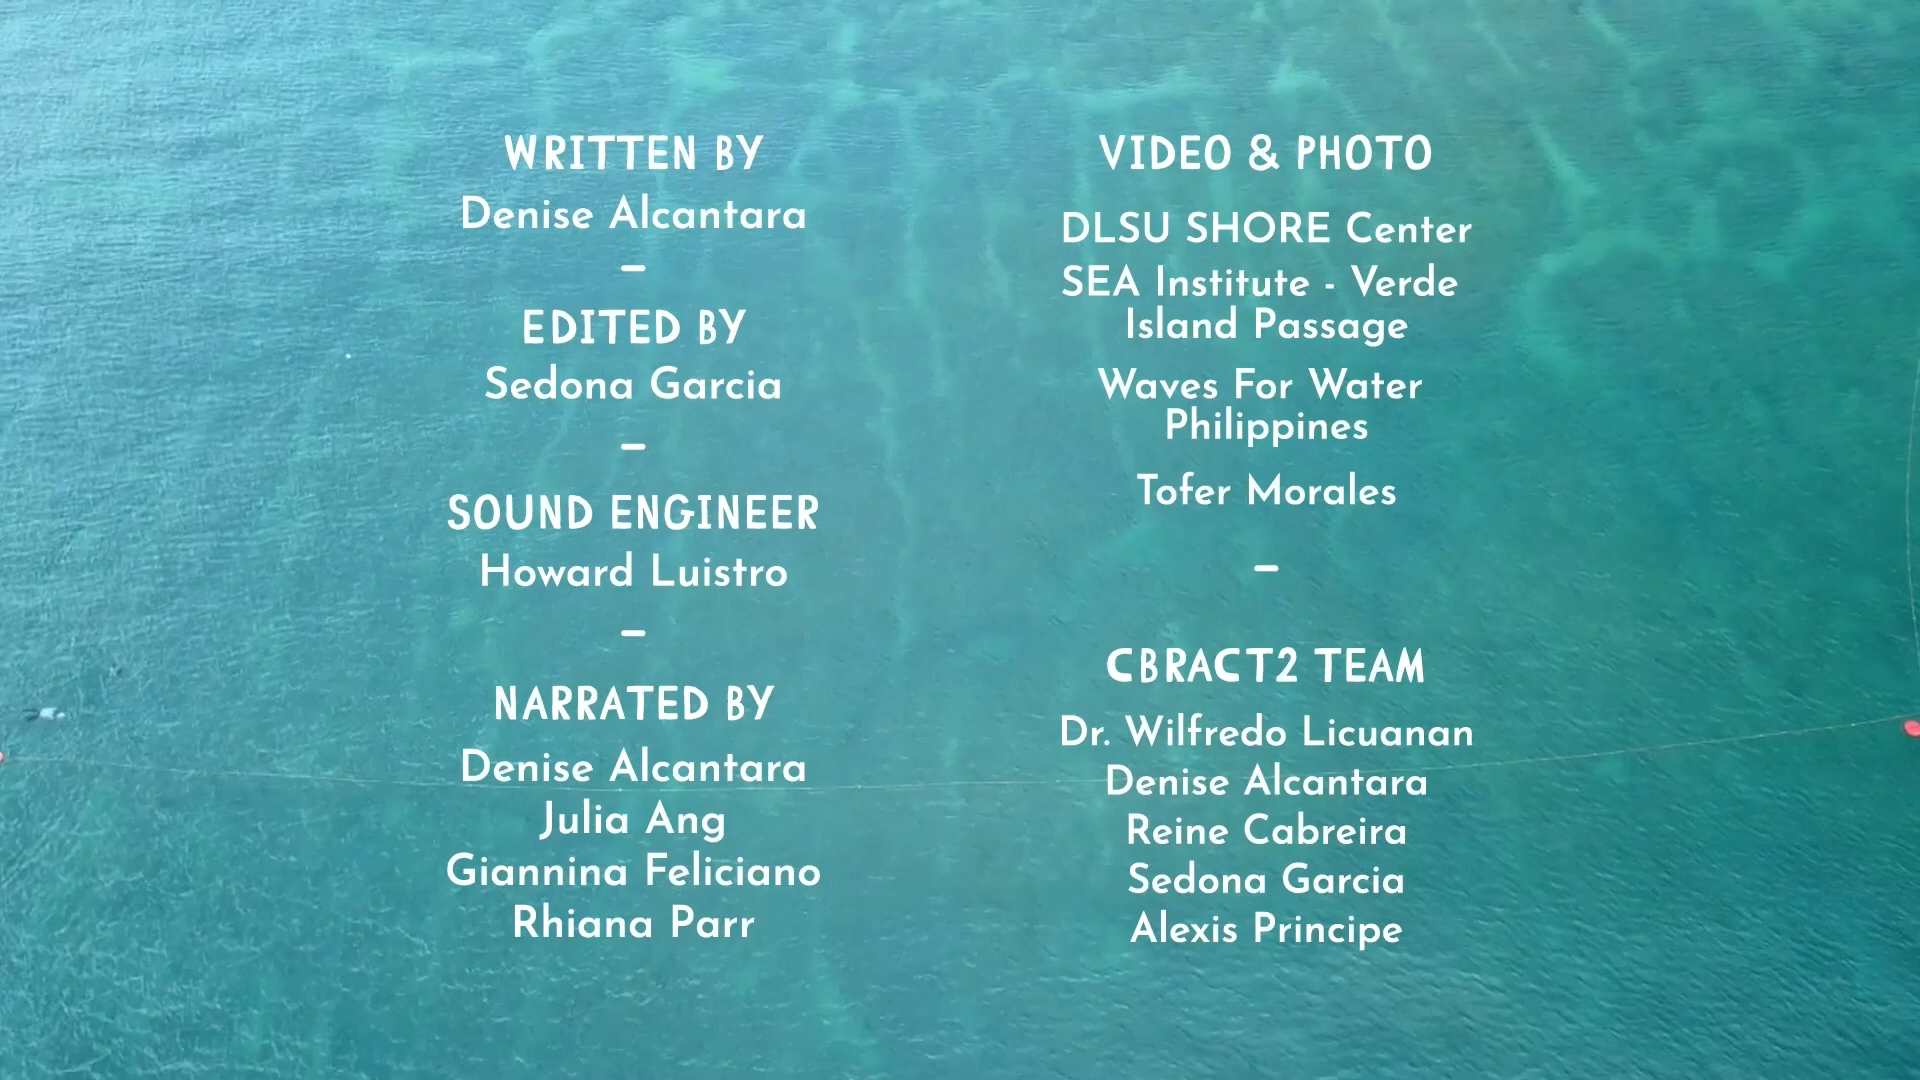 WRITTEN BY
Denise Alcantara
–
EDITED BY
Sedona Garcia
–
SOUND ENGINEER
Howard Luistro
–
NARRATED BY
Denise Alcantara
Julia Ang
Giannina Feliciano
Rhiana Parr
VIDEO & PHOTO
DLSU SHORE Center
SEA Institute - Verde
Island Passage
Waves For Water
Philippines
Tofer Morales
–
CBRACT2 TEAM
Dr. Wilfredo Licuanan
Denise Alcantara
Reine Cabreira
Sedona Garcia
Alexis Principe